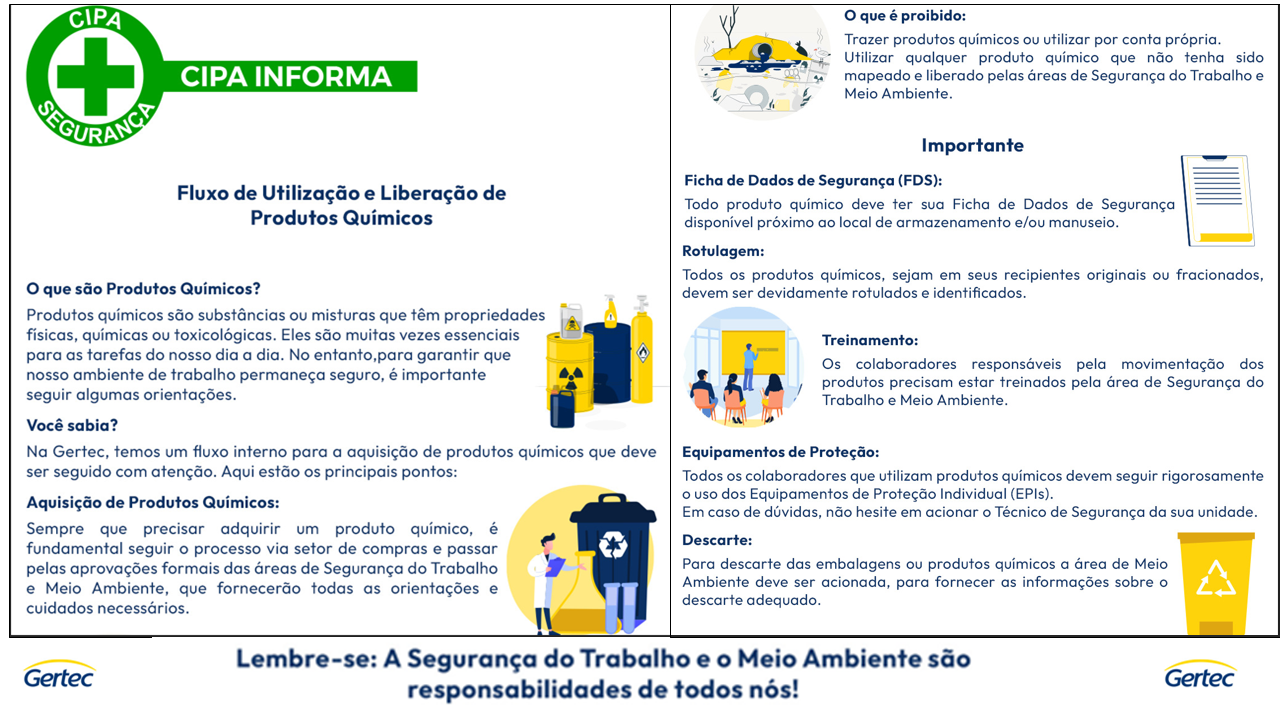 CIPA
SEGURANÇA
CIPA INFORMA
Fluxo de Utilização e Liberação de
Produtos Químicos
O que são Produtos Químicos?
Produtos químicos são substâncias ou misturas que têm propriedades
físicas, químicas ou toxicológicas. Eles são muitas vezes essenciais
para as tarefas do nosso dia a dia. No entanto,para garantir que
nosso ambiente de trabalho permaneça seguro, é importante
seguir algumas orientações.
Você sabia?
Na Gertec, temos um fluxo interno para a aquisição de produtos químicos que deve
ser seguido com atenção. Aqui estão os principais pontos:
Aquisição de Produtos Químicos:
Sempre que precisar adquirir um produto químico, é
fundamental seguir o processo via setor de compras e passar
pelas aprovações formais das áreas de Segurança do Trabalho
e Meio Ambiente, que fornecerão todas as orientações e
cuidados necessários.
O que é proibido:
Trazer produtos químicos ou utilizar por conta própria.
Utilizar qualquer produto químico que não tenha sido
mapeado e liberado pelas áreas de Segurança do Trabalho e
Meio Ambiente.
Importante
Ficha de Dados de Segurança (FDS):
Todo produto químico deve ter sua Ficha de Dados de Segurança
disponível próximo ao local de armazenamento e/ou manuseio.
Rotulagem:
Todos os produtos químicos, sejam em seus recipientes originais ou fracionados,
devem ser devidamente rotulados e identificados.
Treinamento:
Os colaboradores responsáveis pela movimentação dos
produtos precisam estar treinados pela área de Segurança do
Trabalho e Meio Ambiente.
Equipamentos de Proteção:
Todos os colaboradores que utilizam produtos químicos devem seguir rigorosamente
o uso dos Equipamentos de Proteção Individual (EPIs).
Em caso de dúvidas, não hesite em acionar o Técnico de Segurança da sua unidade.
Descarte:
Para descarte das embalagens ou produtos químicos a área de Meio
Ambiente deve ser acionada, para fornecer as informações sobre o
descarte adequado.
Gertec
Lembre-se: A Segurança do Trabalho e o Meio Ambiente são
responsabilidades de todos nós!
Gertec